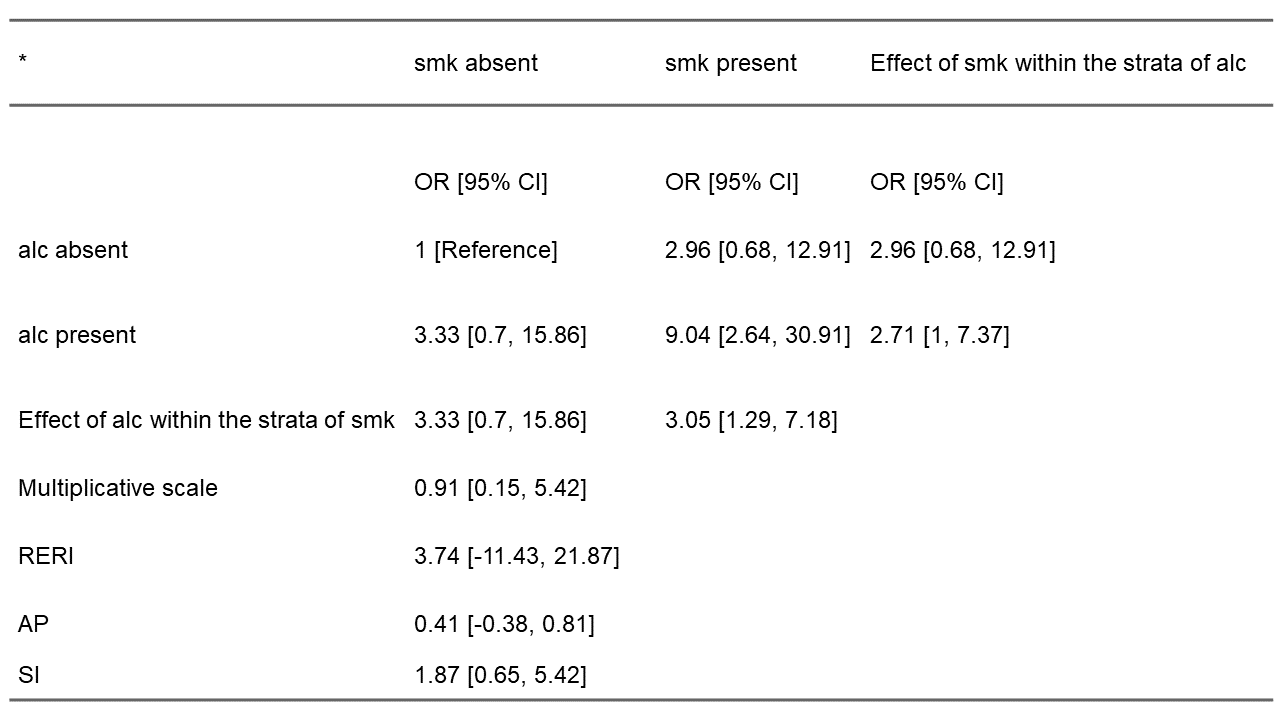 * smk absent smk present Effect of smk within the strata of alc
OR [95% CI] OR [95% CI] OR [95% CI]
alc absent 1 [Reference] 2.96 [0.68, 12.91] 2.96 [0.68, 12.91]
alc present 3.33 [0.7, 15.86] 9.04 [2.64, 30.91] 2.71 [1, 7.37]
Effect of alc within the strata of smk 3.33 [0.7, 15.86] 3.05 [1.29, 7.18]
Multiplicative scale 0.91 [0.15, 5.42]
RERI 3.74 [-11.43, 21.87]
AP 0.41 [-0.38, 0.81]
SI 1.87 [0.65, 5.42]